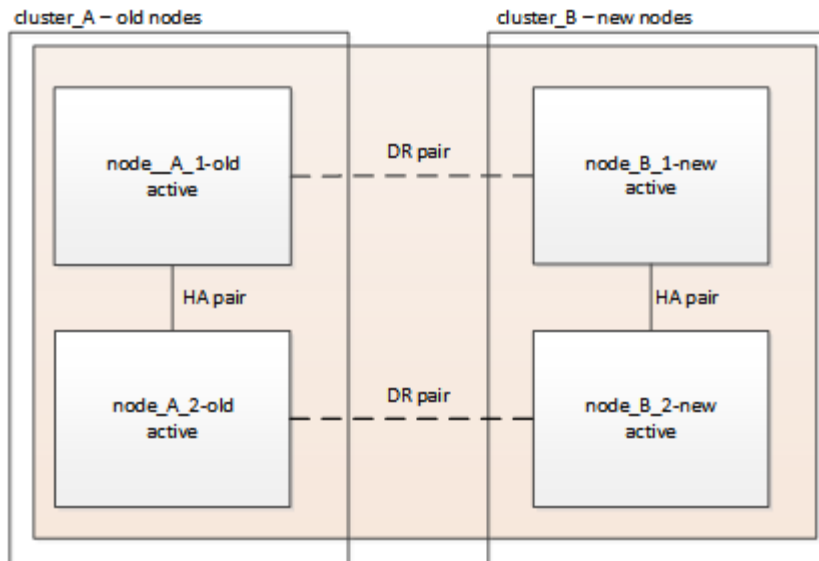 cluster_A – old nodes
cluster_B – new nodes
node__A_1-old
active
DR pair
node_B_1-new
active
HA pair
HA pair
node_A_2-old
active
DR pair
node_B_2-new
active